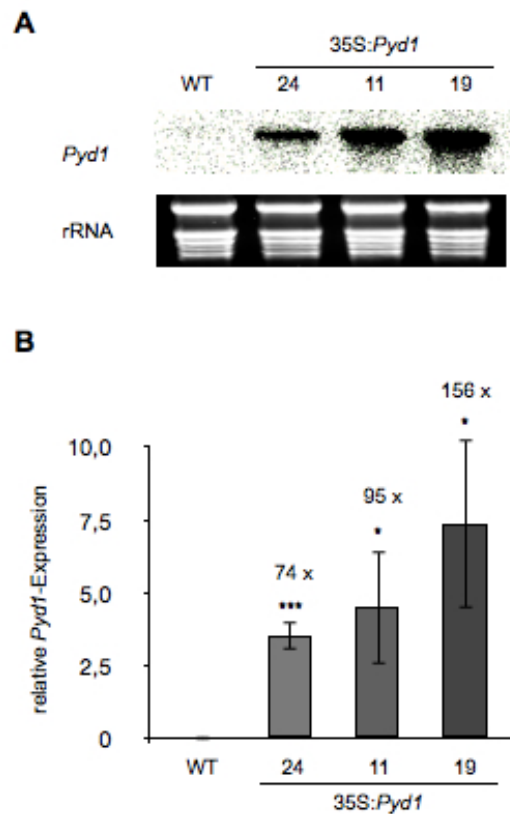 A
35S:Pyd1
WT 24 11 19
Pyd1
rRNA
B
156 x
*
10,0
95 x
*
7,5
74 x
***
5,0
2,5
0
relative Pyd1-Expression
WT 24 11 19
35S:Pyd1